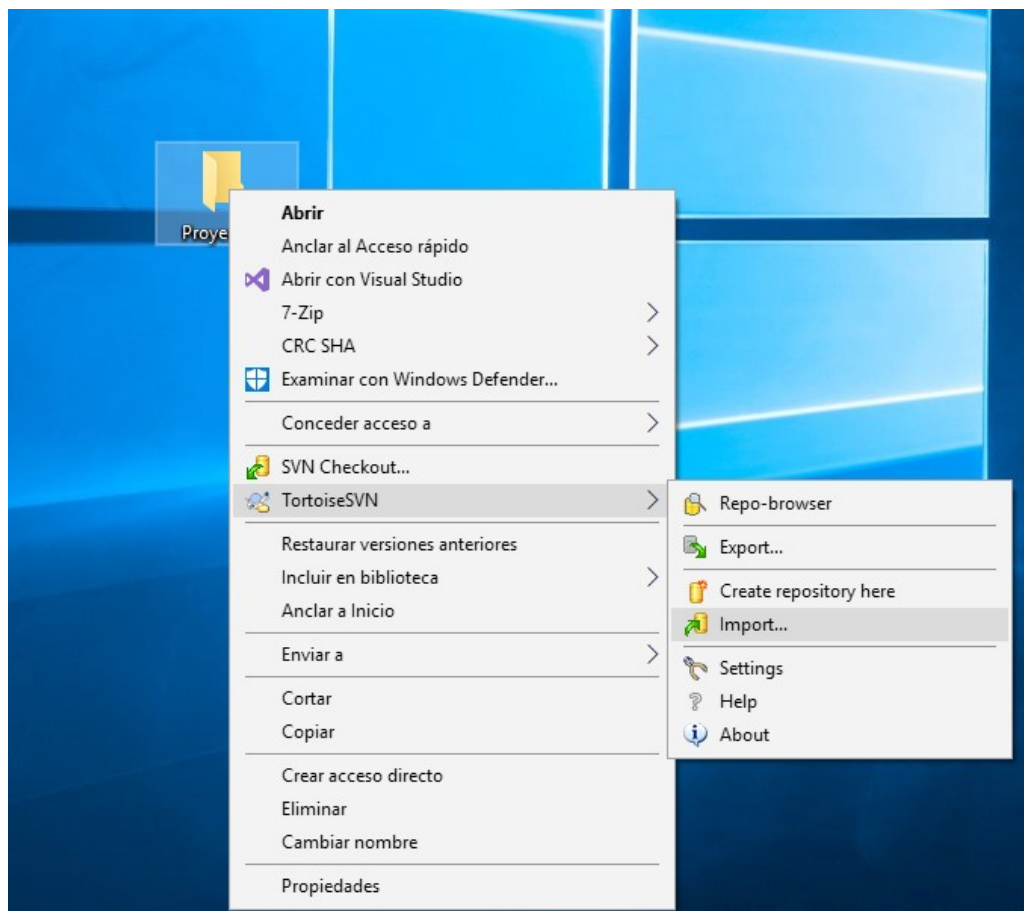 Proye
Abrir
Anclar al Acceso rápido
Abrir con Visual Studio
7-Zip
CRC SHA
Examinar con Windows Defender...
Conceder acceso a
SVN Checkout...
TortoiseSVN
Restaurar versiones anteriores
Incluir en biblioteca
Anclar a Inicio
Enviar a
Cortar
Copiar
Crear acceso directo
Eliminar
Cambiar nombre
Propiedades
Repo-browser
Export...
Create repository here
Import...
Settings
Help
About